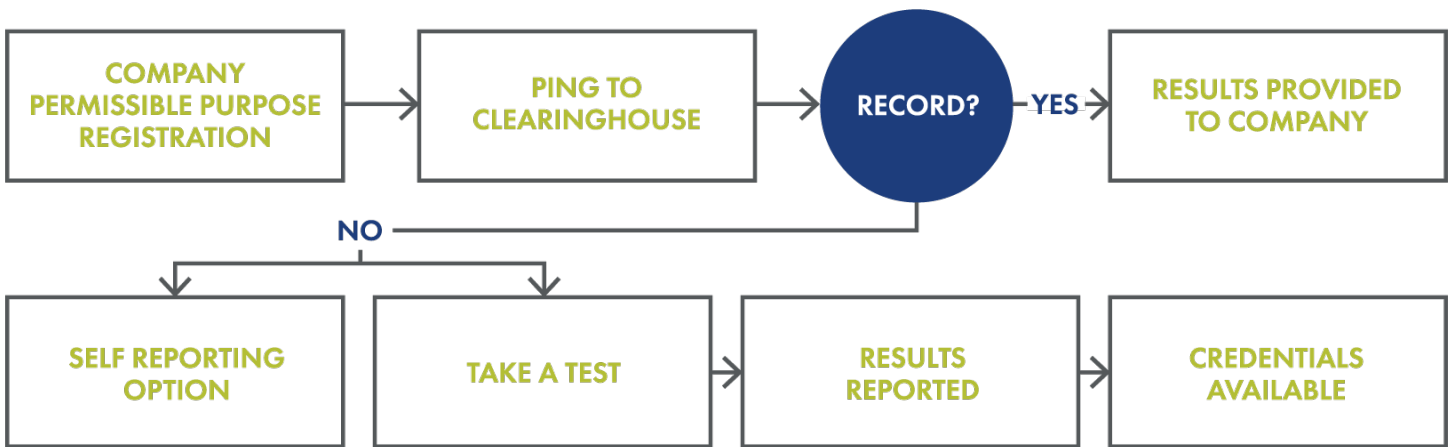 COMPANY
PERMISSIBLE PURPOSE
REGISTRATION
PING TO
CLEARINGHOUSE
RECORD?
YES
RESULTS PROVIDED
TO COMPANY
NO
SELF REPORTING
OPTION
TAKE A TEST
RESULTS
REPORTED
CREDENTIALS
AVAILABLE